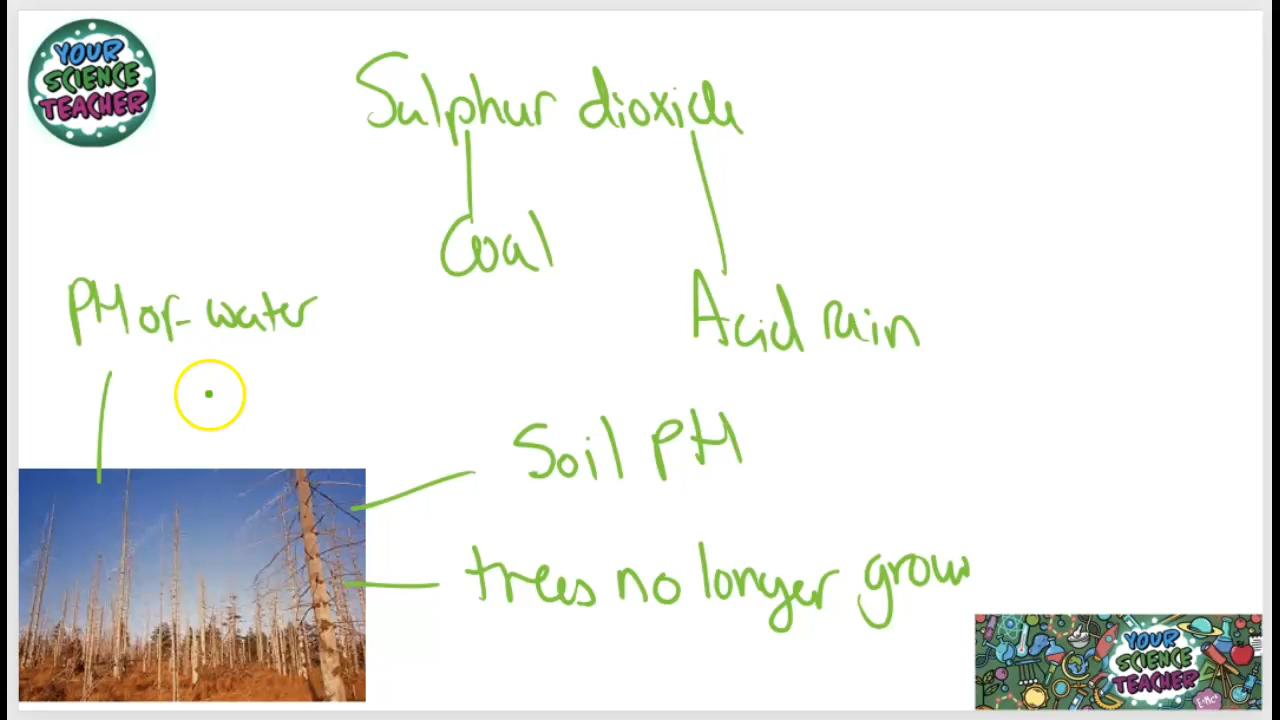 YOUR
SCIENCE
TEACHER
Sulphur dioxide
Coal
PH of water
Acid rain
Soil PH
trees no longer grow
YOUR
SCIENCE
TEACHER
E=MC²